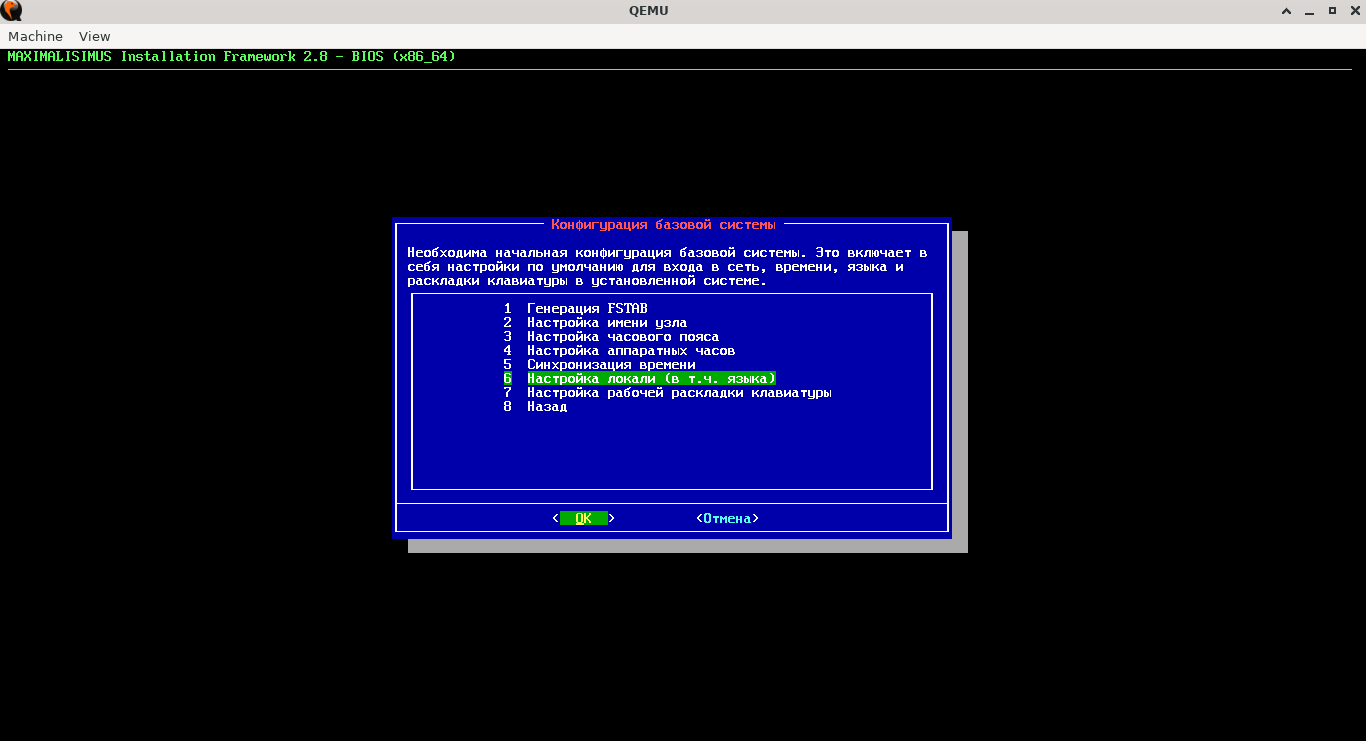 QEMU
Machine View
MAXIMALISIMUS Installation Framework 2.8 - BIOS (x86_64)
Конфигурация базовой системы
Необходима начальная конфигурация базовой системы. Это включает в
себя настройки по умолчанию для входа в сеть, времени, языка и
раскладки клавиатуры в установленной системе.
1 Генерация FSTAB
2 Настройка имени узла
3 Настройка часового пояса
4 Настройка аппаратных часов
5 Синхронизация времени
6 Настройка локали (в т.ч. языка)
7 Настройка рабочей раскладки клавиатуры
8 Назад
< OK > <Отмена>